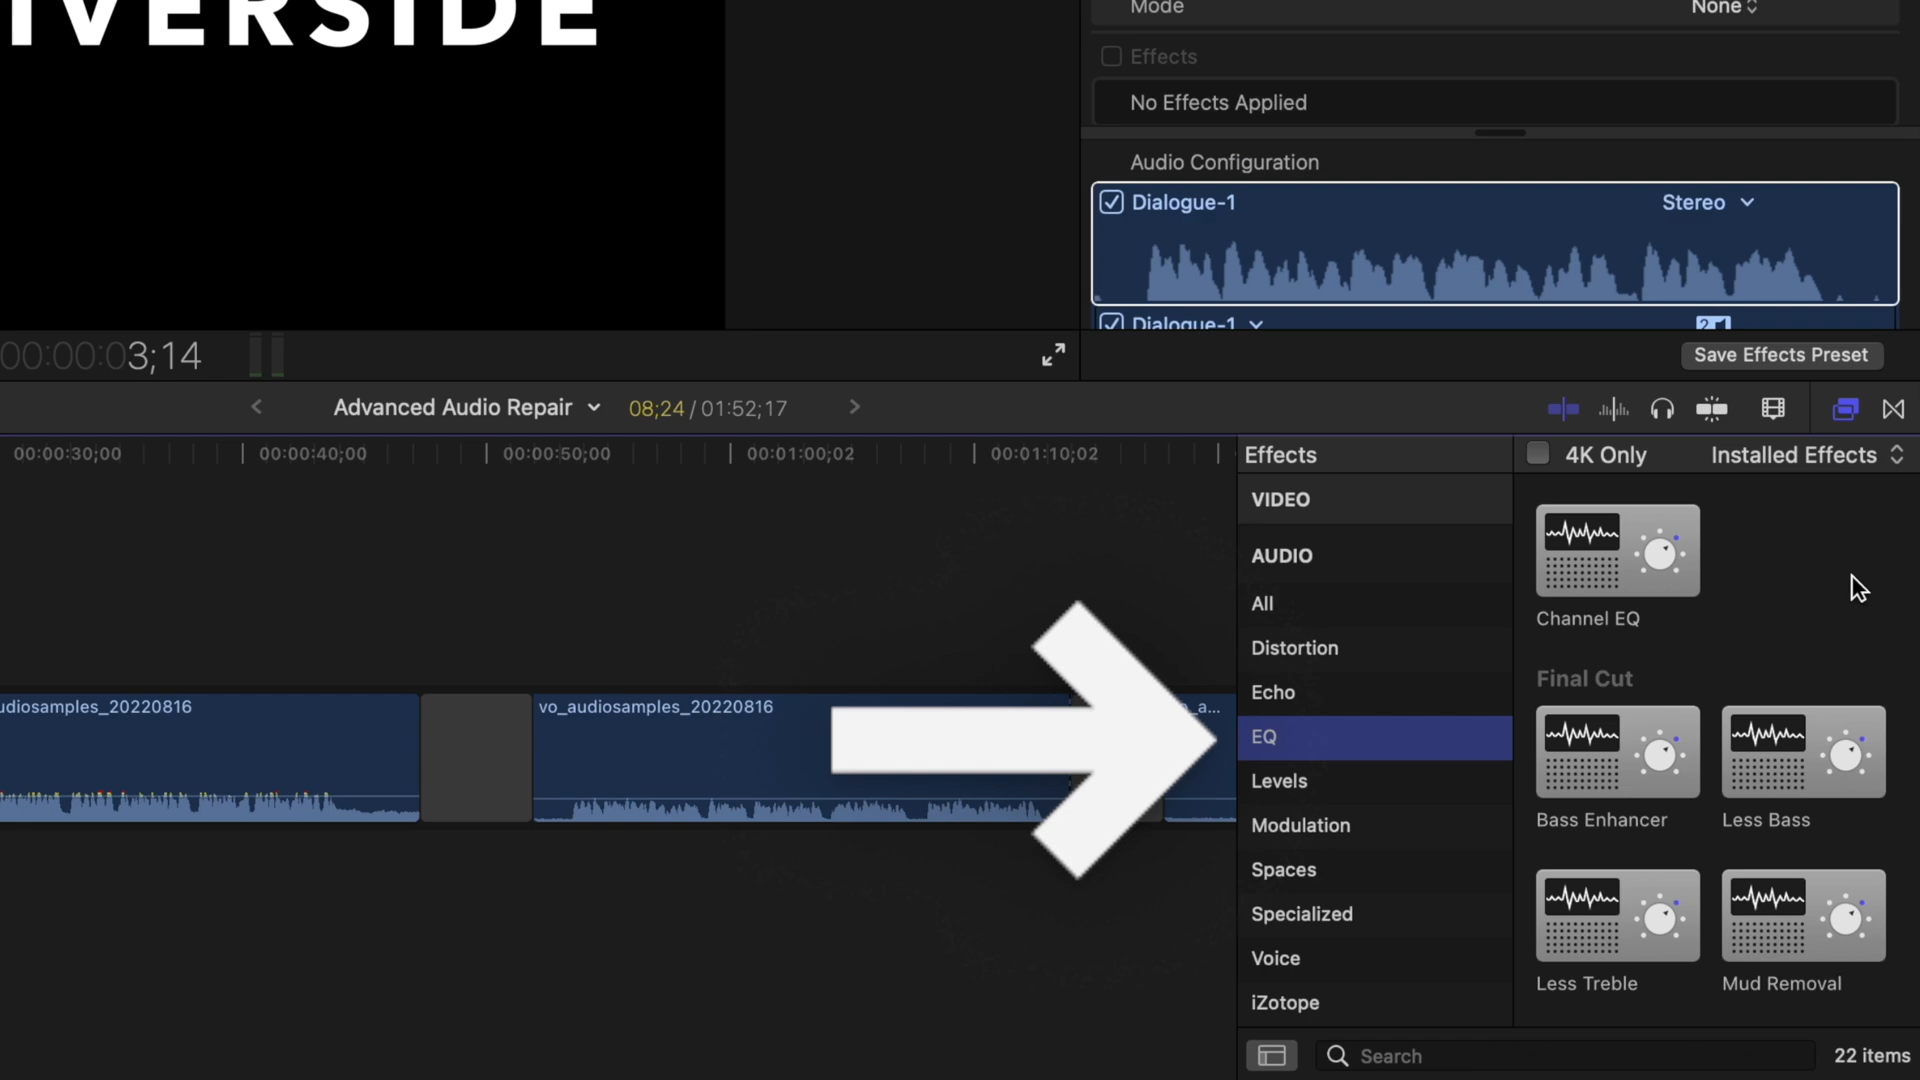 IVERSIDE
Mode
None
Effects
No Effects Applied
Audio Configuration
Dialogue-1
Stereo
Dialogue-1
2
Save Effects Preset
00:00:03;14
Advanced Audio Repair
08;24 / 01:52;17
00:00:30;00
00:00:40;00
00:00:50;00
00:01:00;02
00:01:10;02
Effects
4K Only
Installed Effects
VIDEO
AUDIO
All
Distortion
Echo
EQ
Levels
Modulation
Spaces
Specialized
Voice
iZotope
Channel EQ
Final Cut
Bass Enhancer
Less Bass
Less Treble
Mud Removal
udiosamples_20220816
vo_audiosamples_20220816
_a...
Search
22 items